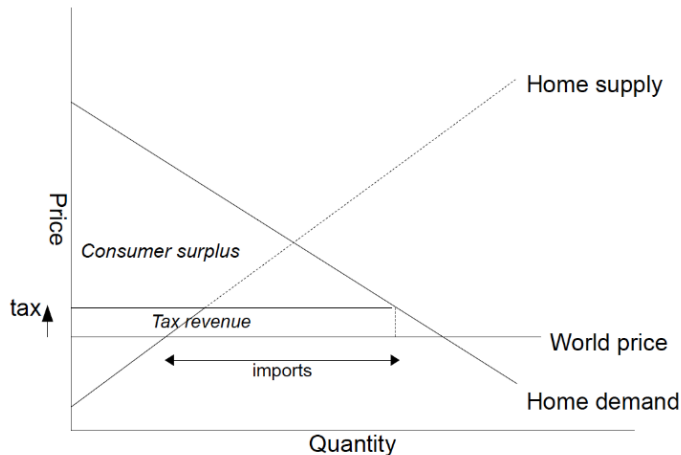 Home supply
Price
Consumer surplus
tax
Tax revenue
World price
imports
Home demand
Quantity